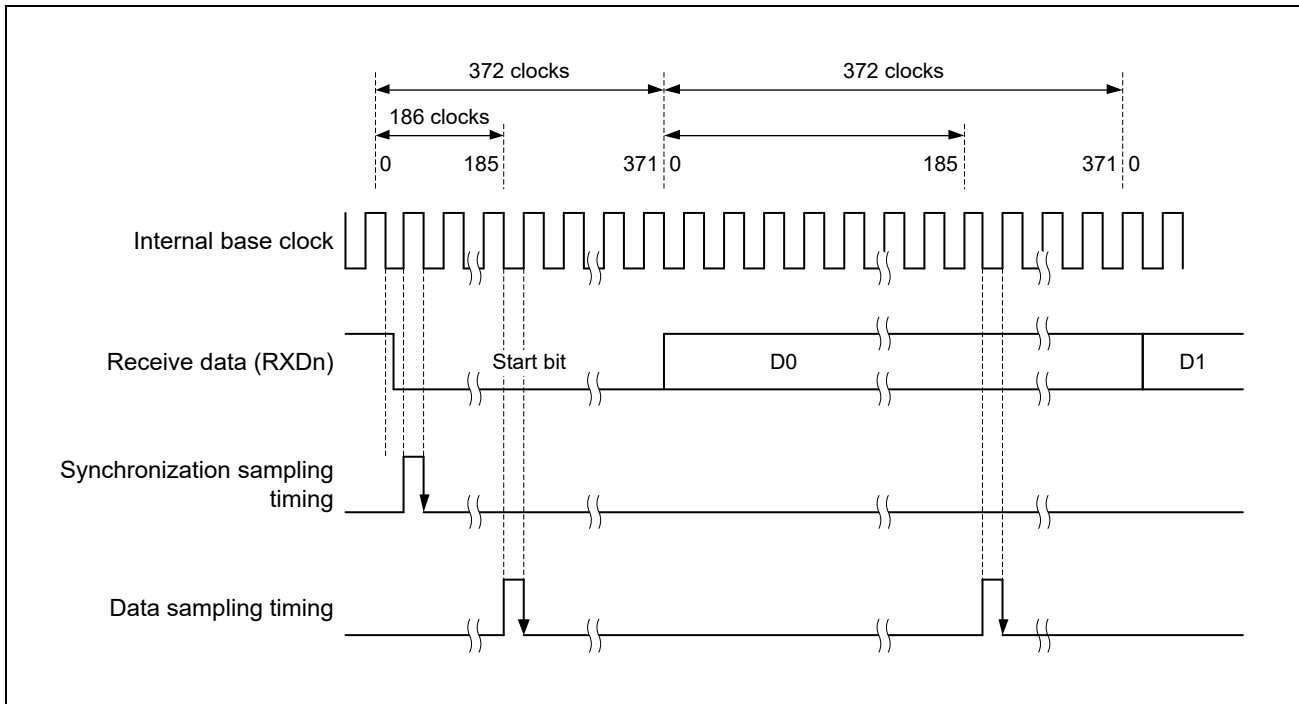 372 clocks 372 clocks
186 clocks
0 185 371 0 185 371 0
Internal base clock
Receive data (RXDn) Start bit D0 D1
Synchronization sampling
timing
Data sampling timing